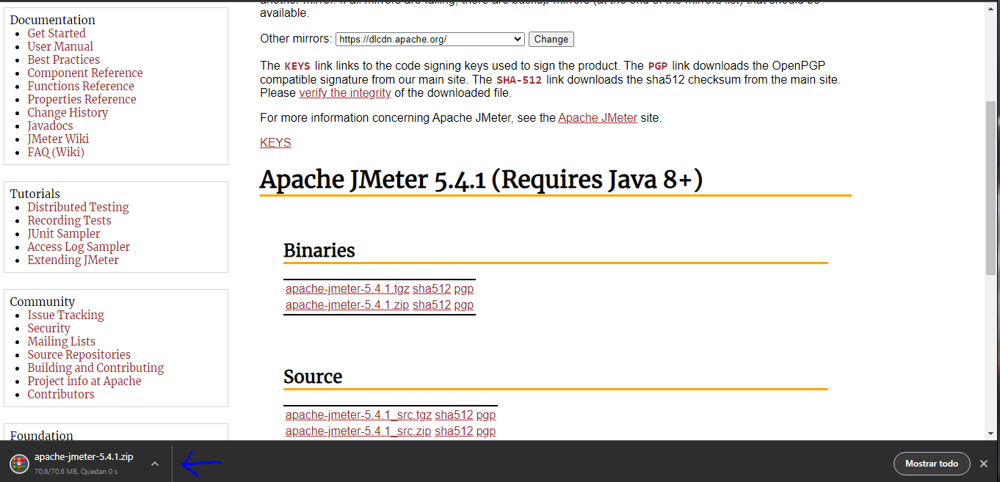 Documentation
Get Started
User Manual
Best Practices
Component Reference
Functions Reference
Properties Reference
Change History
Javadocs
JMeter Wiki
FAQ (Wiki)
Tutorials
Distributed Testing
Recording Tests
JUnit Sampler
Access Log Sampler
Extending JMeter
Community
Issue Tracking
Security
Mailing Lists
Source Repositories
Building and Contributing
Project info at Apache
Contributors
Foundation
another mirror. If all mirrors are failing, there are backup mirrors (at the end of the mirrors list) that should be
available.
Other mirrors: https://dlcdn.apache.org/ Change
The KEYS link links to the code signing keys used to sign the product. The PGP link downloads the OpenPGP
compatible signature from our main site. The SHA-512 link downloads the sha512 checksum from the main site.
Please verify the integrity of the downloaded file.
For more information concerning Apache JMeter, see the Apache JMeter site.
KEYS
Apache JMeter 5.4.1 (Requires Java 8+)
Binaries
apache-jmeter-5.4.1.tgz sha512 pgp
apache-jmeter-5.4.1.zip sha512 pgp
Source
apache-jmeter-5.4.1_src.tgz sha512 pgp
apache-jmeter-5.4.1_src.zip sha512 pgp
apache-jmeter-5.4.1.zip
70,6/70,6 MB, Quedan 0 s
Mostrar todo